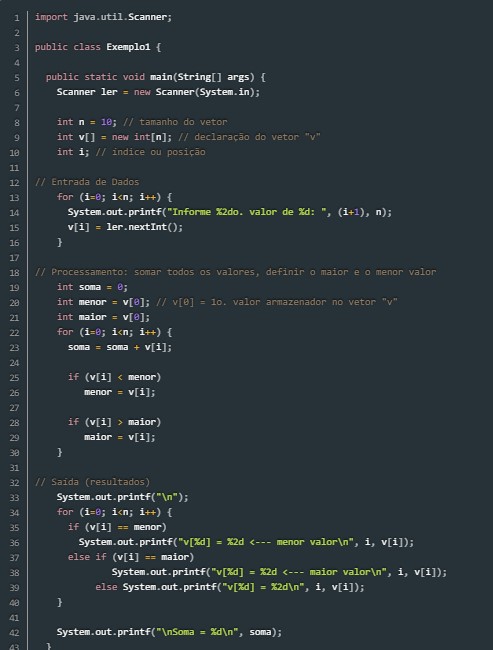 1 import java.util.Scanner;
2
3 public class Exemplo1 {
4
5 public static void main(String[] args) {
6 Scanner ler = new Scanner(System.in);
7
8 int n = 10; // tamanho do vetor
9 int v[] = new int[n]; // declaração do vetor "v"
10 int i; // índice ou posição
11
12 // Entrada de Dados
13 for (i=0; i<n; i++) {
14 System.out.printf("Informe %2do. valor de %d: ", (i+1), n);
15 v[i] = ler.nextInt();
16 }
17
18 // Processamento: somar todos os valores, definir o maior e o menor valor
19 int soma = 0;
20 int menor = v[0]; // v[0] = 1o. valor armazenador no vetor "v"
21 int maior = v[0];
22 for (i=0; i<n; i++) {
23 soma = soma + v[i];
24
25 if (v[i] < menor)
26 menor = v[i];
27
28 if (v[i] > maior)
29 maior = v[i];
30 }
31
32 // Saída (resultados)
33 System.out.printf("\n");
34 for (i=0; i<n; i++) {
35 if (v[i] == menor)
36 System.out.printf("v[%d] = %2d <--- menor valor\n", i, v[i]);
37 else if (v[i] == maior)
38 System.out.printf("v[%d] = %2d <--- maior valor\n", i, v[i]);
39 else System.out.printf("v[%d] = %2d\n", i, v[i]);
40 }
41
42 System.out.printf("\nSoma = %d\n", soma);
43 }